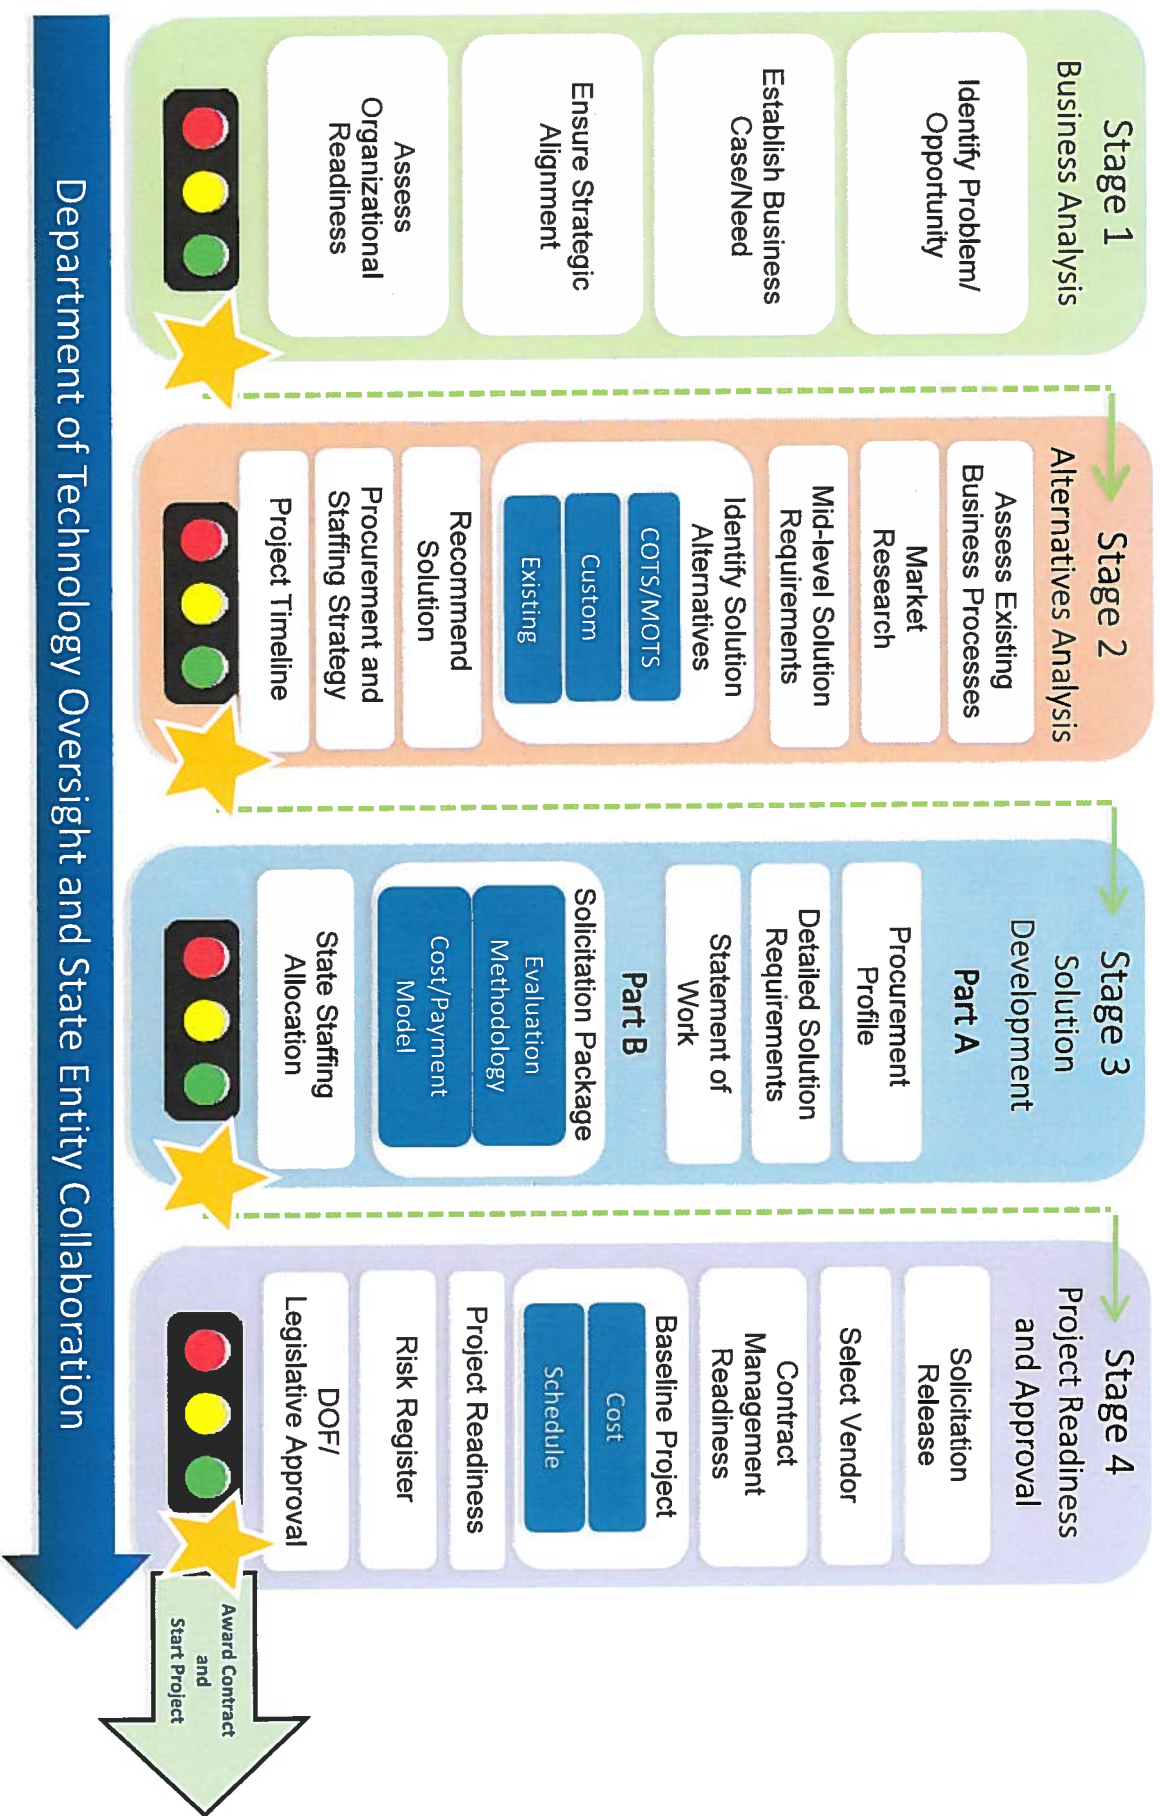 Stage 1
Business Analysis
Identify Problem/
Opportunity
Establish Business
Case/Need
Ensure Strategic
Alignment
Assess
Organizational
Readiness
Stage 2
Alternatives Analysis
Assess Existing
Business Processes
Market
Research
Mid-level Solution
Requirements
Identify Solution
Alternatives
COTS/MOTS
Custom
Existing
Recommend
Solution
Procurement and
Staffing Strategy
Project Timeline
Stage 3
Solution
Development
Part A
Procurement
Profile
Detailed Solution
Requirements
Statement of
Work
Part B
Solicitation Package
Evaluation
Methodology
Cost/Payment
Model
State Staffing
Allocation
Stage 4
Project Readiness
and Approval
Solicitation
Release
Select Vendor
Contract
Management
Readiness
Baseline Project
Cost
Schedule
Project Readiness
Risk Register
DOF/
Legislative Approval
Award Contract
and
Start Project
Department of Technology Oversight and State Entity Collaboration